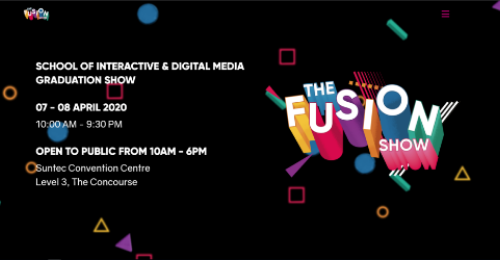 FUSION
SCHOOL OF INTERACTIVE & DIGITAL MEDIA
GRADUATION SHOW
07 - 08 APRIL 2020
10:00 AM - 9:30 PM
OPEN TO PUBLIC FROM 10AM - 6PM
Suntec Convention Centre
Level 3, The Concourse
THE
FUSION
SHOW